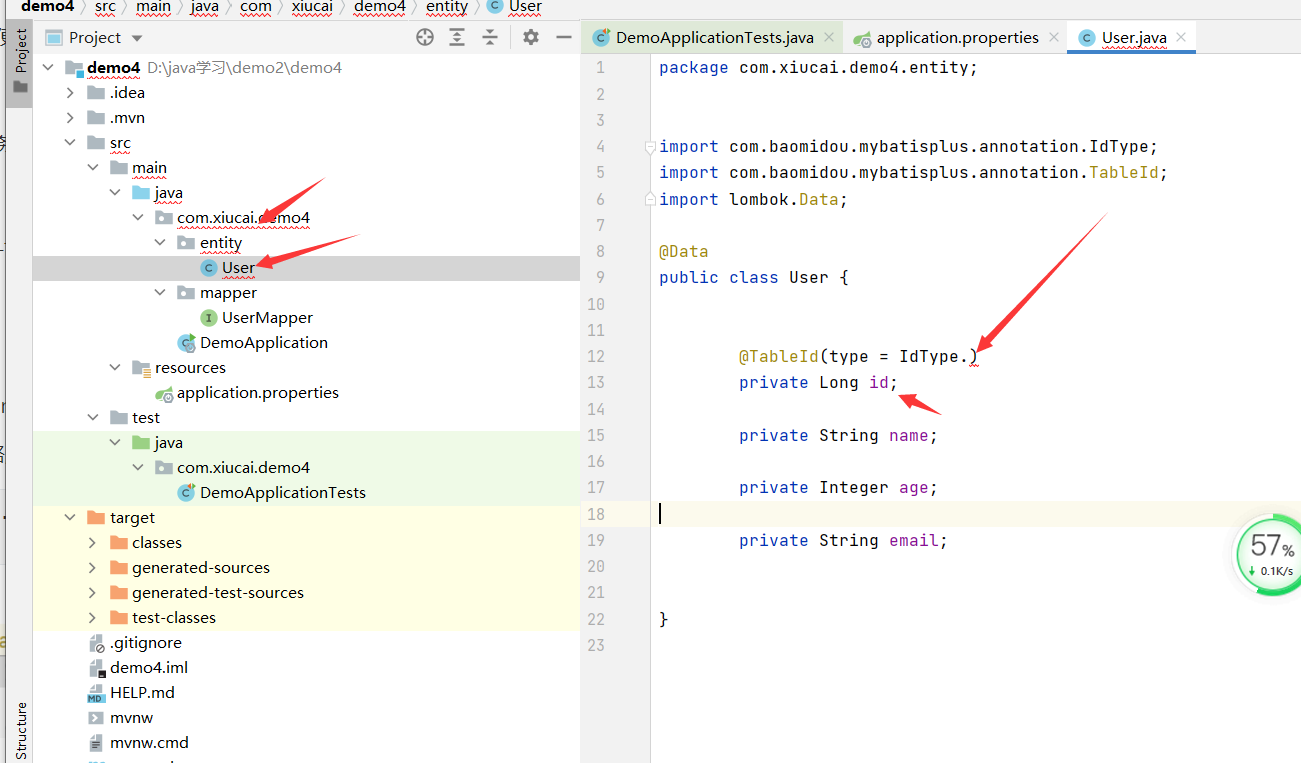 demo4 src main java com xiucai demo4 entity User
Project
Project
DemoApplicationTests.java application.properties User.java
demo4 D:\java学习\demo2\demo4
.idea
.mvn
src
main
java
com.xiucai.demo4
entity
User
mapper
UserMapper
DemoApplication
resources
application.properties
test
java
com.xiucai.demo4
DemoApplicationTests
target
classes
generated-sources
generated-test-sources
test-classes
.gitignore
demo4.iml
HELP.md
mvnw
mvnw.cmd
Structure
1 package com.xiucai.demo4.entity;
2
3
4 import com.baomidou.mybatisplus.annotation.IdType;
5 import com.baomidou.mybatisplus.annotation.TableId;
6 import lombok.Data;
7
8 @Data
9 public class User {
10
11
12 @TableId(type = IdType.)
13 private Long id;
14
15 private String name;
16
17 private Integer age;
18
19 private String email;
20
21
22 }
23
57%
0.1K/s